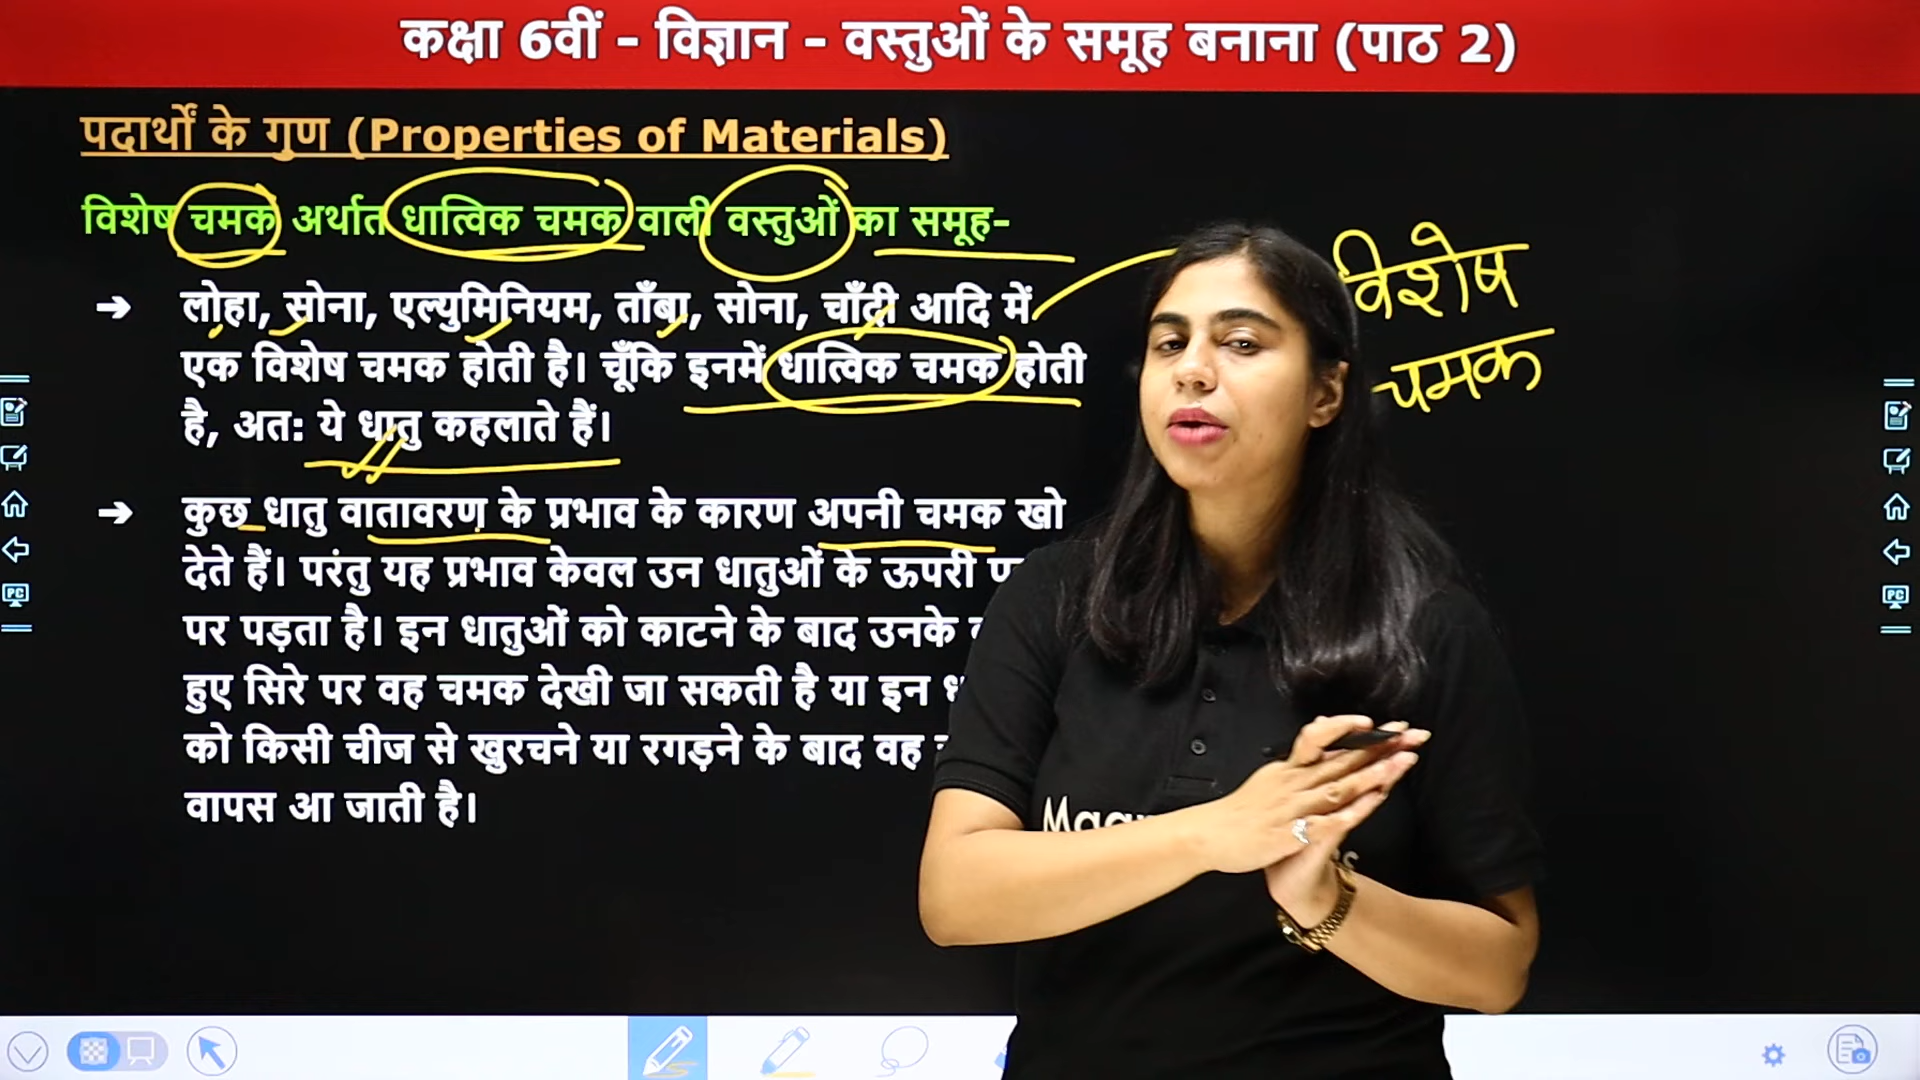 कक्षा 6वीं - विज्ञान - वस्तुओं के समूह बनाना (पाठ 2)
पदार्थों के गुण (Properties of Materials)
विशेष चमक अर्थात धात्विक चमक वाली वस्तुओं का समूह-
➔ लोहा, सोना, एल्युमिनियम, ताँबा, सोना, चाँदी आदि में
एक विशेष चमक होती है। चूँकि इनमें धात्विक चमक होती
है, अत: ये धातु कहलाते हैं।
विशेष
चमक
➔ कुछ धातु वातावरण के प्रभाव के कारण अपनी चमक खो
देते हैं। परंतु यह प्रभाव केवल उन धातुओं के ऊपरी
पर पड़ता है। इन धातुओं को काटने के बाद उनके
हुए सिरे पर वह चमक देखी जा सकती है या इन
को किसी चीज से खुरचने या रगड़ने के बाद वह
वापस आ जाती है।
PC
PC